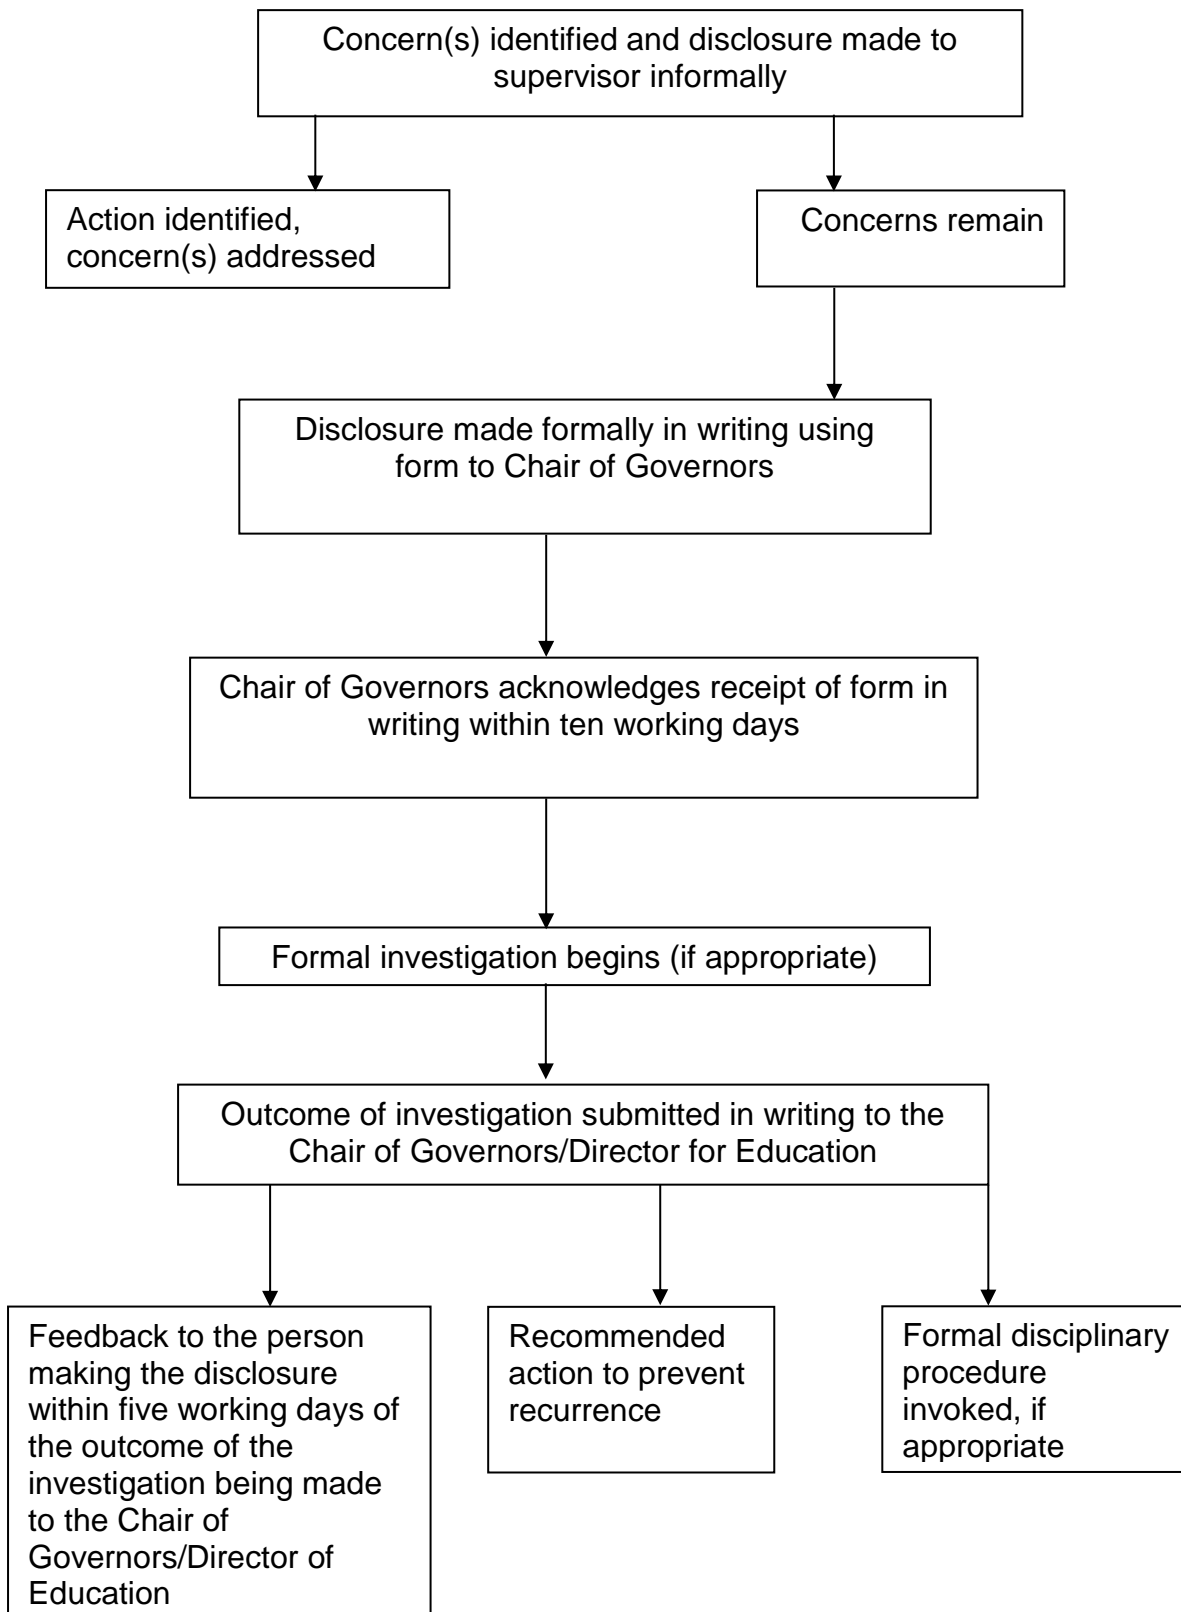 Concern(s) identified and disclosure made to
supervisor informally
Action identified,
concern(s) addressed
Concerns remain
Disclosure made formally in writing using
form to Chair of Governors
Chair of Governors acknowledges receipt of form in
writing within ten working days
Formal investigation begins (if appropriate)
Outcome of investigation submitted in writing to the
Chair of Governors/Director for Education
Feedback to the person
making the disclosure
within five working days of
the outcome of the
investigation being made
to the Chair of
Governors/Director of
Education
Recommended
action to prevent
recurrence
Formal disciplinary
procedure
invoked, if
appropriate